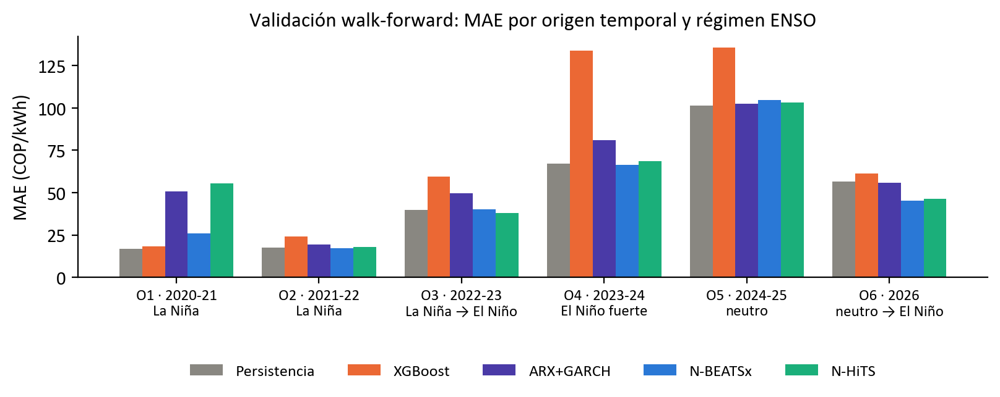 Validación walk-forward: MAE por origen temporal y régimen ENSO
MAE (COP/kWh)
125
100
75
50
25
0
O1 · 2020-21
La Niña
O2 · 2021-22
La Niña
O3 · 2022-23
La Niña → El Niño
O4 · 2023-24
El Niño fuerte
O5 · 2024-25
neutro
O6 · 2026
neutro → El Niño
Persistencia
XGBoost
ARX+GARCH
N-BEATSx
N-HiTS